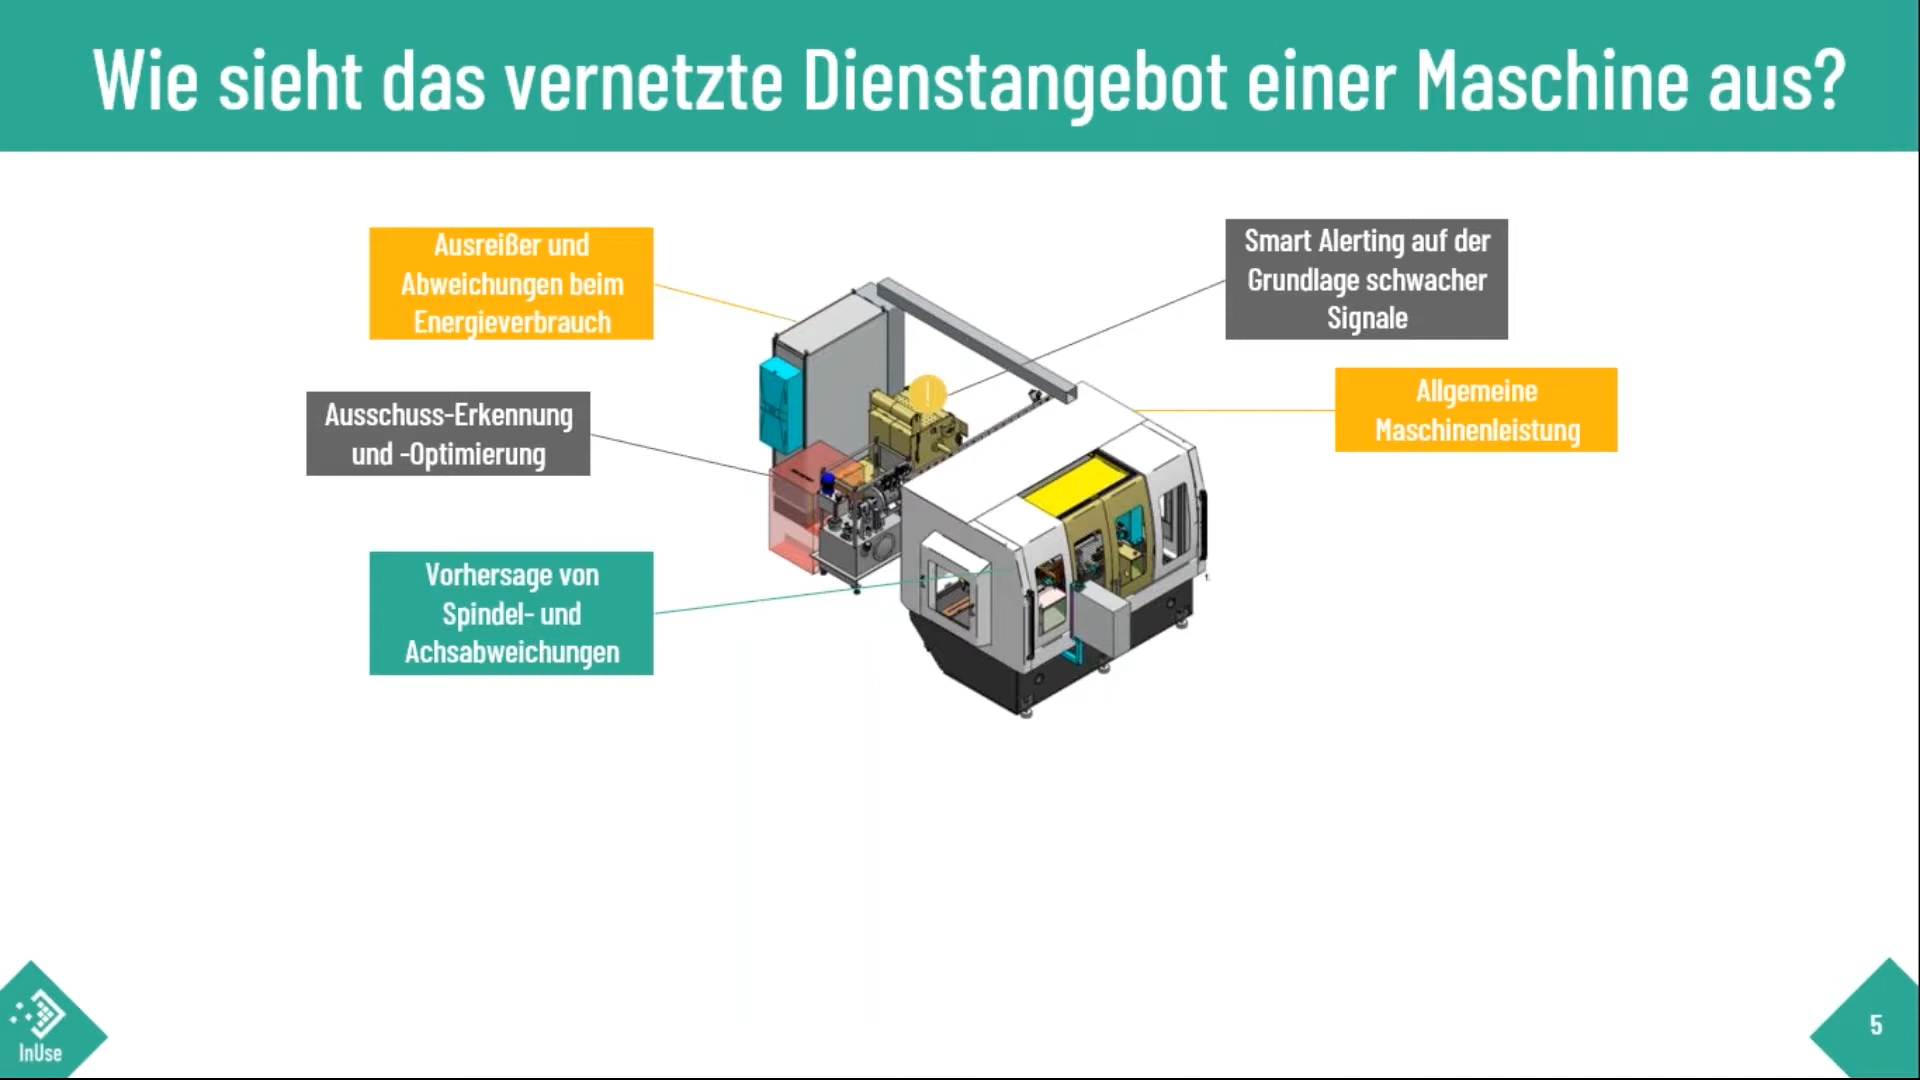 Wie sieht das vernetzte Dienstangebot einer Maschine aus?
Ausreißer und
Abweichungen beim
Energieverbrauch
Smart Alerting auf der
Grundlage schwacher
Signale
Allgemeine
Maschinenleistung
Ausschuss-Erkennung
und -Optimierung
Vorhersage von
Spindel- und
Achsabweichungen
!
InUse
5